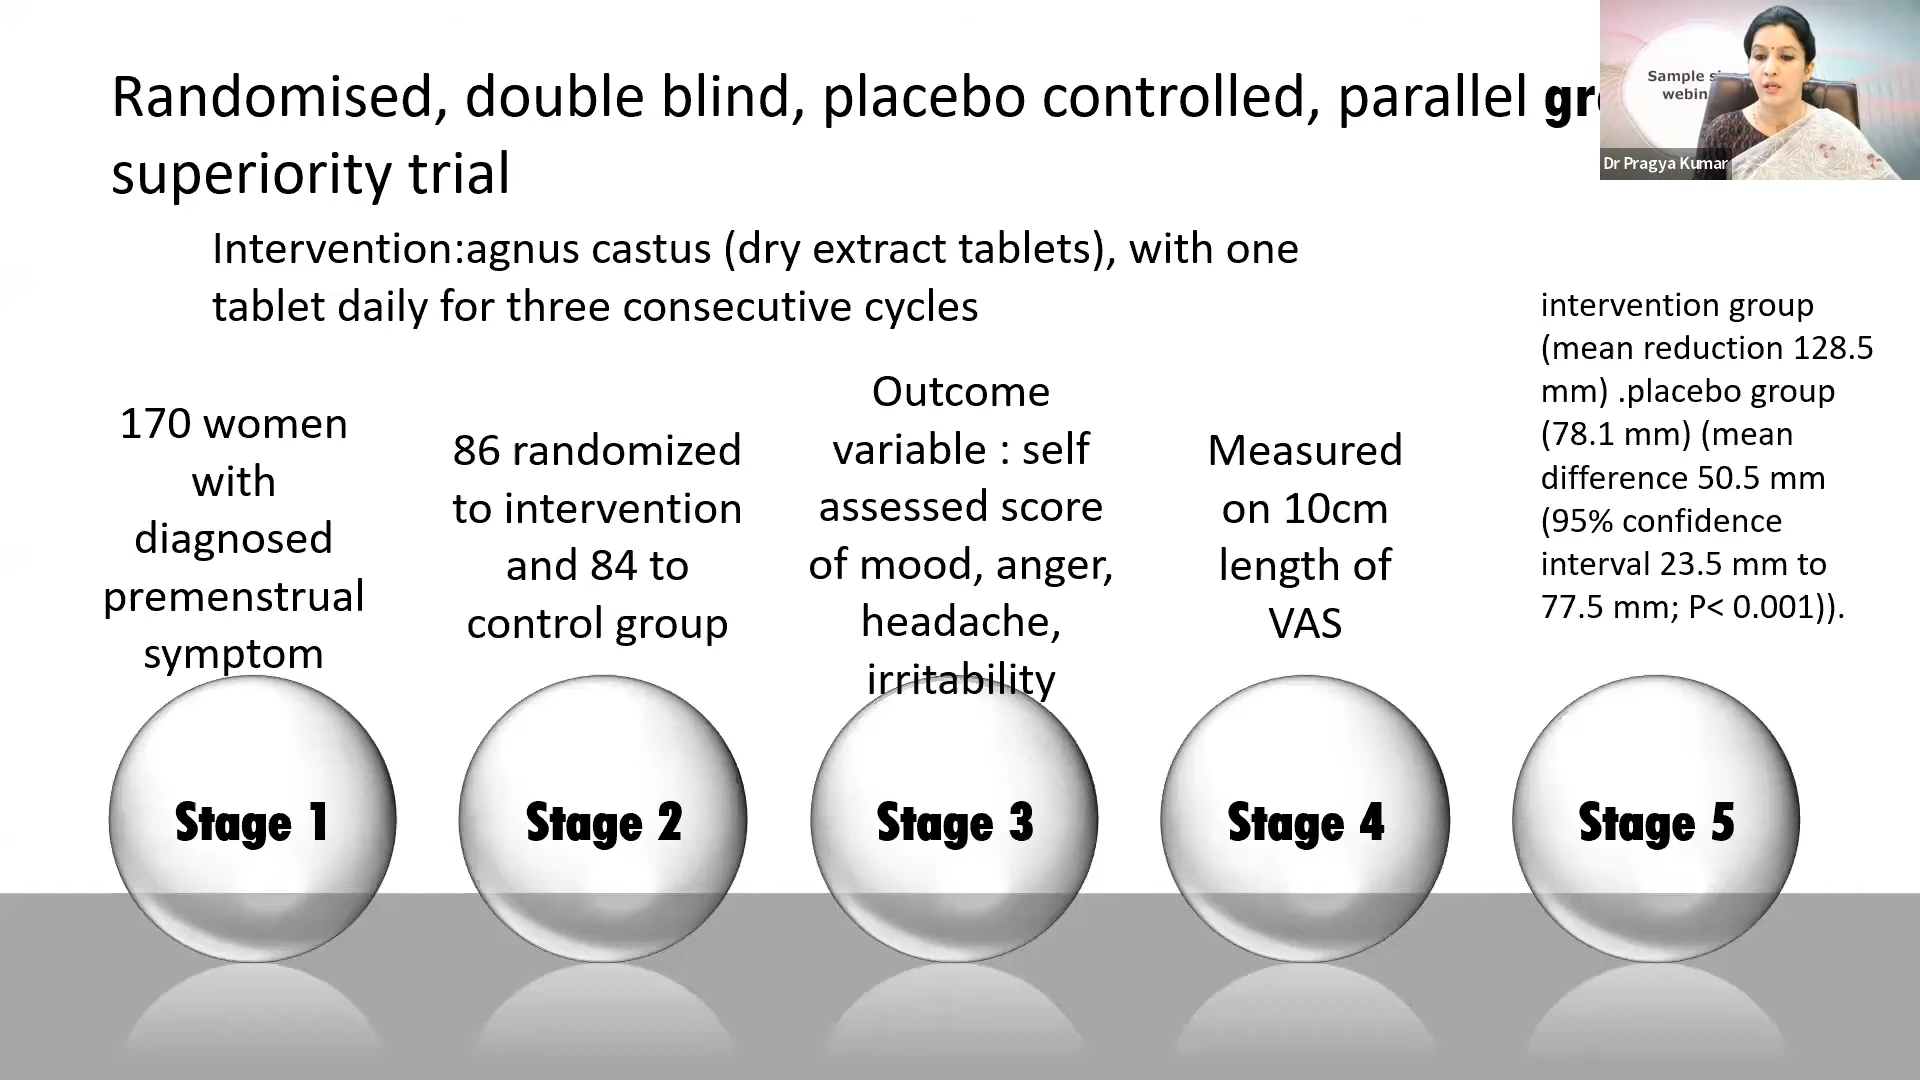 Randomised, double blind, placebo controlled, parallel
superiority trial
Intervention:agnus castus (dry extract tablets), with one
tablet daily for three consecutive cycles
170 women
with
diagnosed
premenstrual
symptom
86 randomized
to intervention
and 84 to
control group
Outcome
variable : self
assessed score
of mood, anger,
headache,
irritability
Measured
on 10cm
length of
VAS
intervention group
(mean reduction 128.5
mm) .placebo group
(78.1 mm) (mean
difference 50.5 mm
(95% confidence
interval 23.5 mm to
77.5 mm; P< 0.001)).
Stage 1
Stage 2
Stage 3
Stage 4
Stage 5
Sample
Dr Pragya Kumar